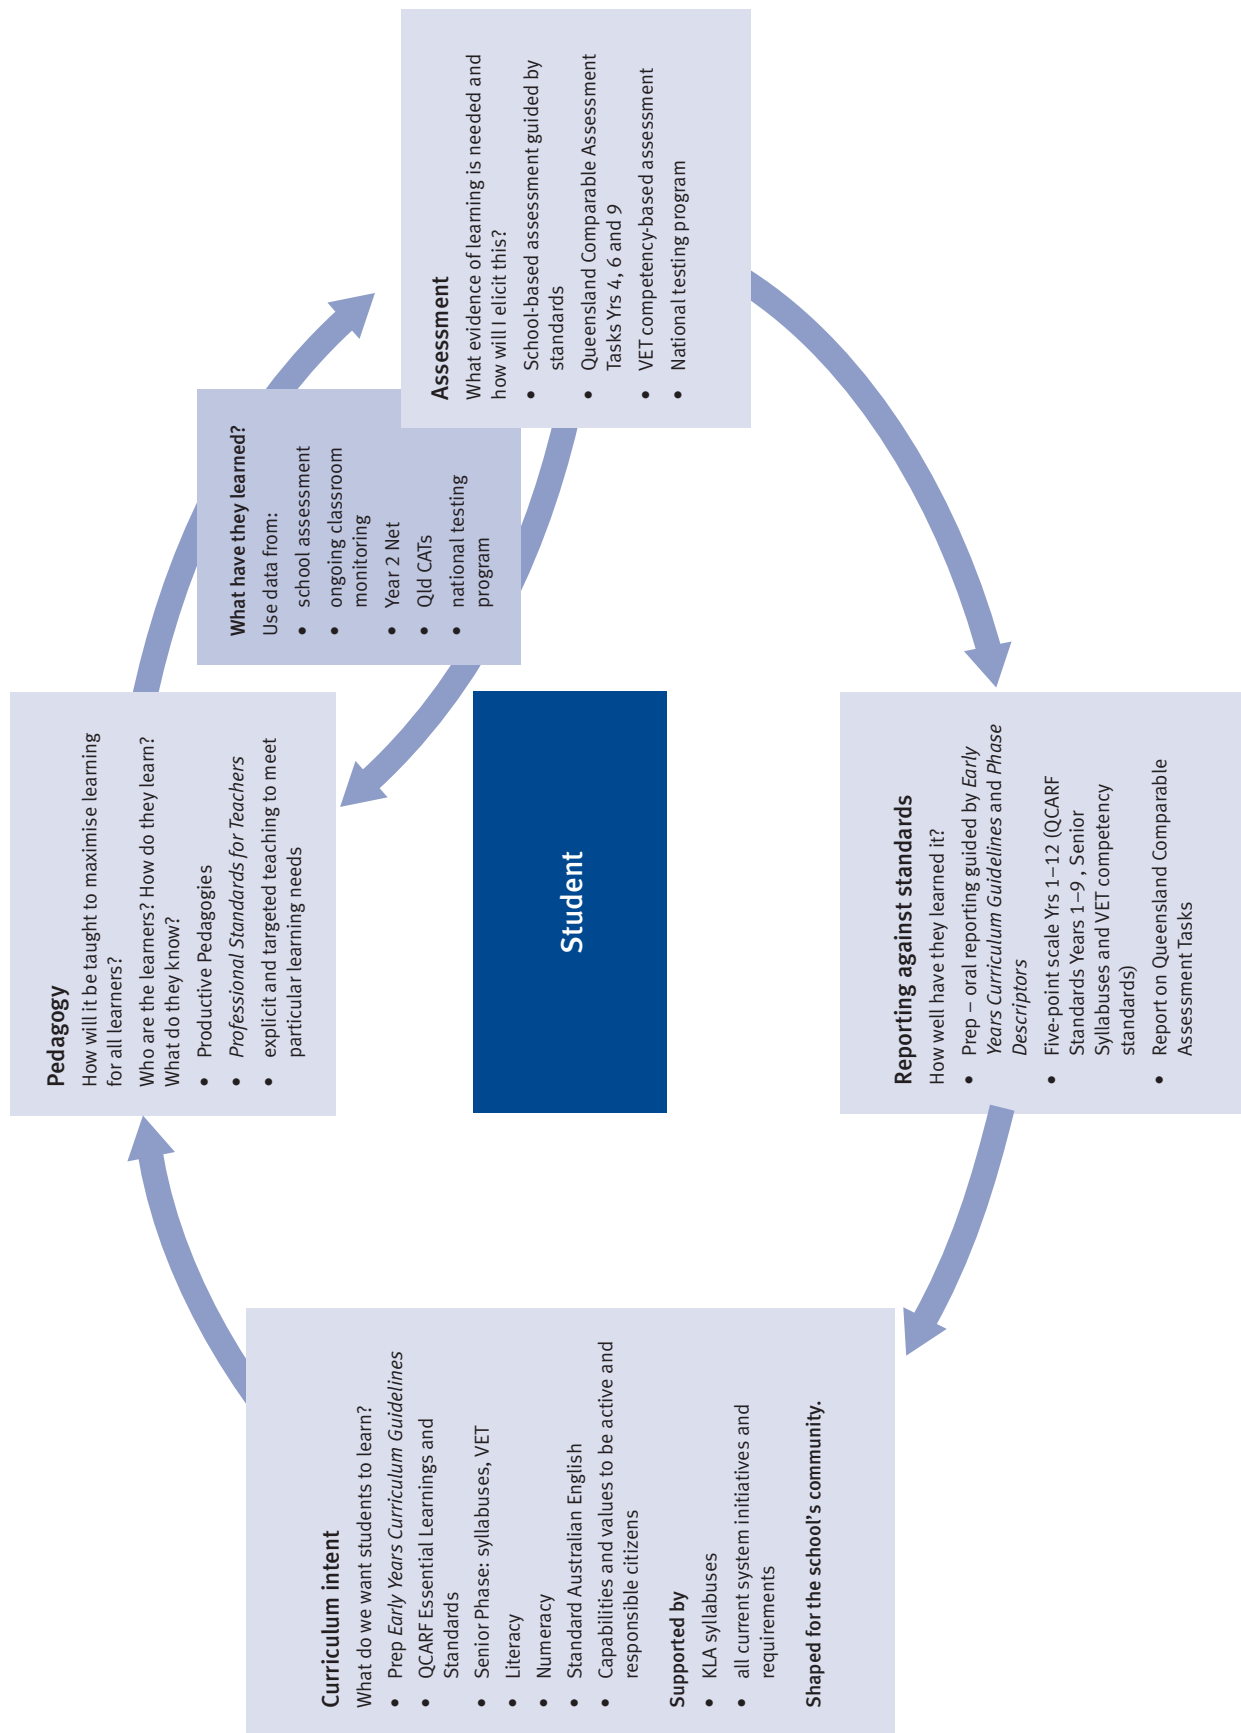 Curriculum intent
What do we want students to learn?
• Prep Early Years Curriculum Guidelines
• QCARF Essential Learnings and
Standards
• Senior Phase: syllabuses, VET
• Literacy
• Numeracy
• Standard Australian English
• Capabilities and values to be active and
responsible citizens
Supported by
• KLA syllabuses
• all current system initiatives and
requirements
Shaped for the school’s community.
Pedagogy
How will it be taught to maximise learning
for all learners?
Who are the learners? How do they learn?
What do they know?
• Productive Pedagogies
• Professional Standards for Teachers
• explicit and targeted teaching to meet
particular learning needs
What have they learned?
Use data from:
• school assessment
• ongoing classroom
monitoring
• Year 2 Net
• Qld CATs
• national testing
program
Assessment
What evidence of learning is needed and
how will I elicit this?
• School-based assessment guided by
standards
• Queensland Comparable Assessment
Tasks Yrs 4, 6 and 9
• VET competency-based assessment
• National testing program
Student
Reporting against standards
How well have they learned it?
• Prep – oral reporting guided by Early
Years Curriculum Guidelines and Phase
Descriptors
• Five-point scale Yrs 1–12 (QCARF
Standards Years 1–9 , Senior
Syllabuses and VET competency
standards)
• Report on Queensland Comparable
Assessment Tasks